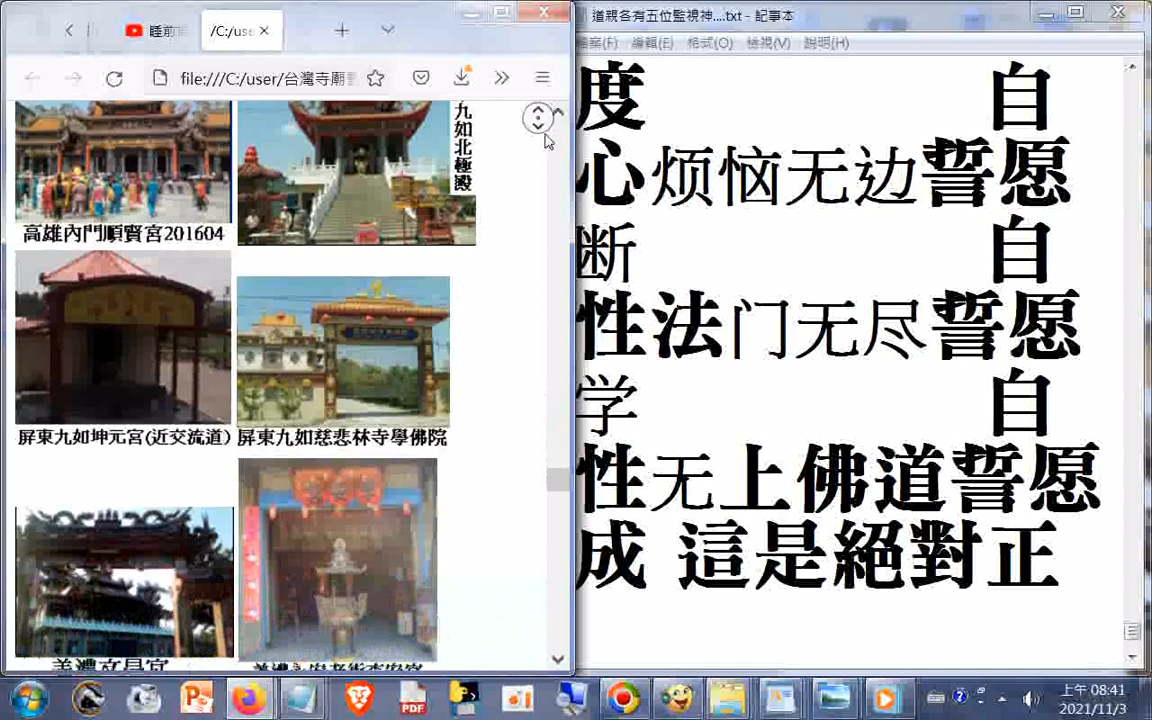 睡前
/C:/use
file:///C:/user/台灣寺廟
九如北極殿
高雄內門順賢宮201604
屏東九如坤元宮(近交流道)
屏東九如慈悲林寺學佛院
道親各有五位監視神....txt - 記事本
檔案(F) 編輯(E) 格式(O) 檢視(V) 說明(H)
度 自
心烦恼无边誓愿
断 自
性法门无尽誓愿
学 自
性无上佛道誓愿
成 這是絕對正
上午 08:41
2021/11/3